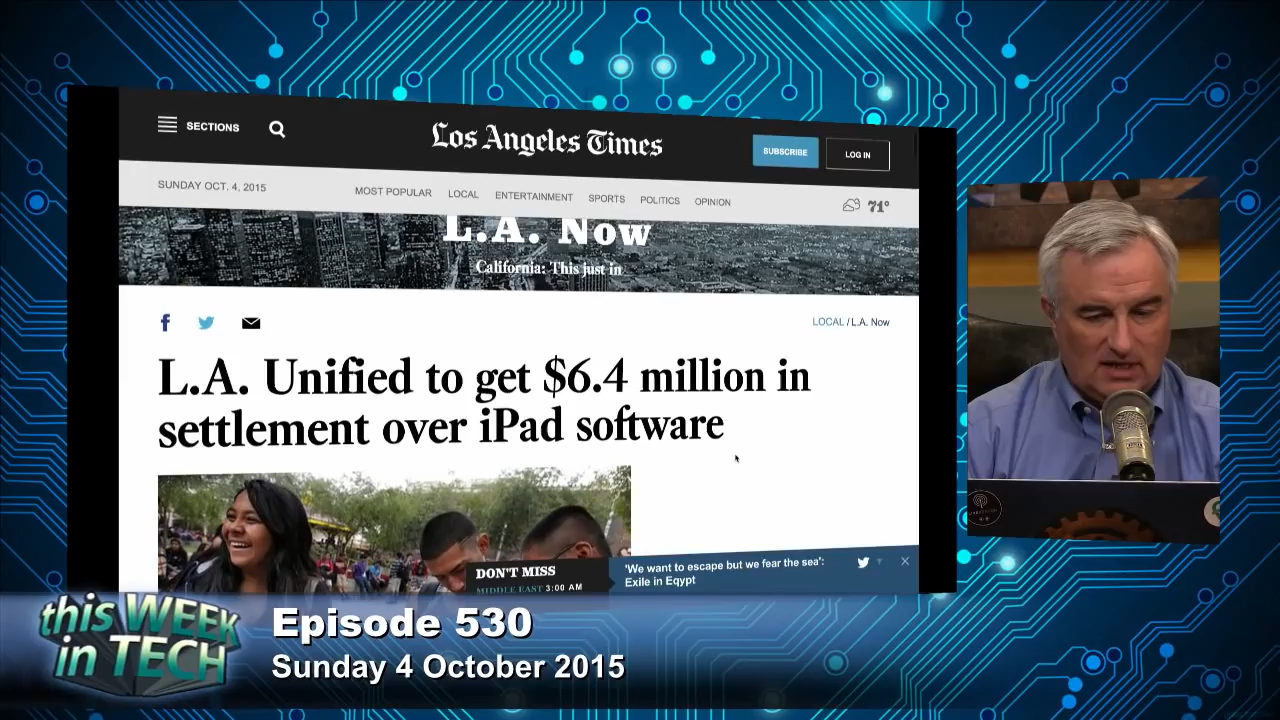 SECTIONS
Los Angeles Times
SUBSCRIBE
LOG IN
SUNDAY OCT. 4, 2015
MOST POPULAR LOCAL ENTERTAINMENT SPORTS POLITICS OPINION
71°
L.A. Now
California: This just in
LOCAL / L.A. Now
L.A. Unified to get $6.4 million in
settlement over iPad software
DON'T MISS
MIDDLE EAST 3:00 AM
'We want to escape but we fear the sea':
Exile in Egypt
this WEEK
in TECH
Episode 530
Sunday 4 October 2015